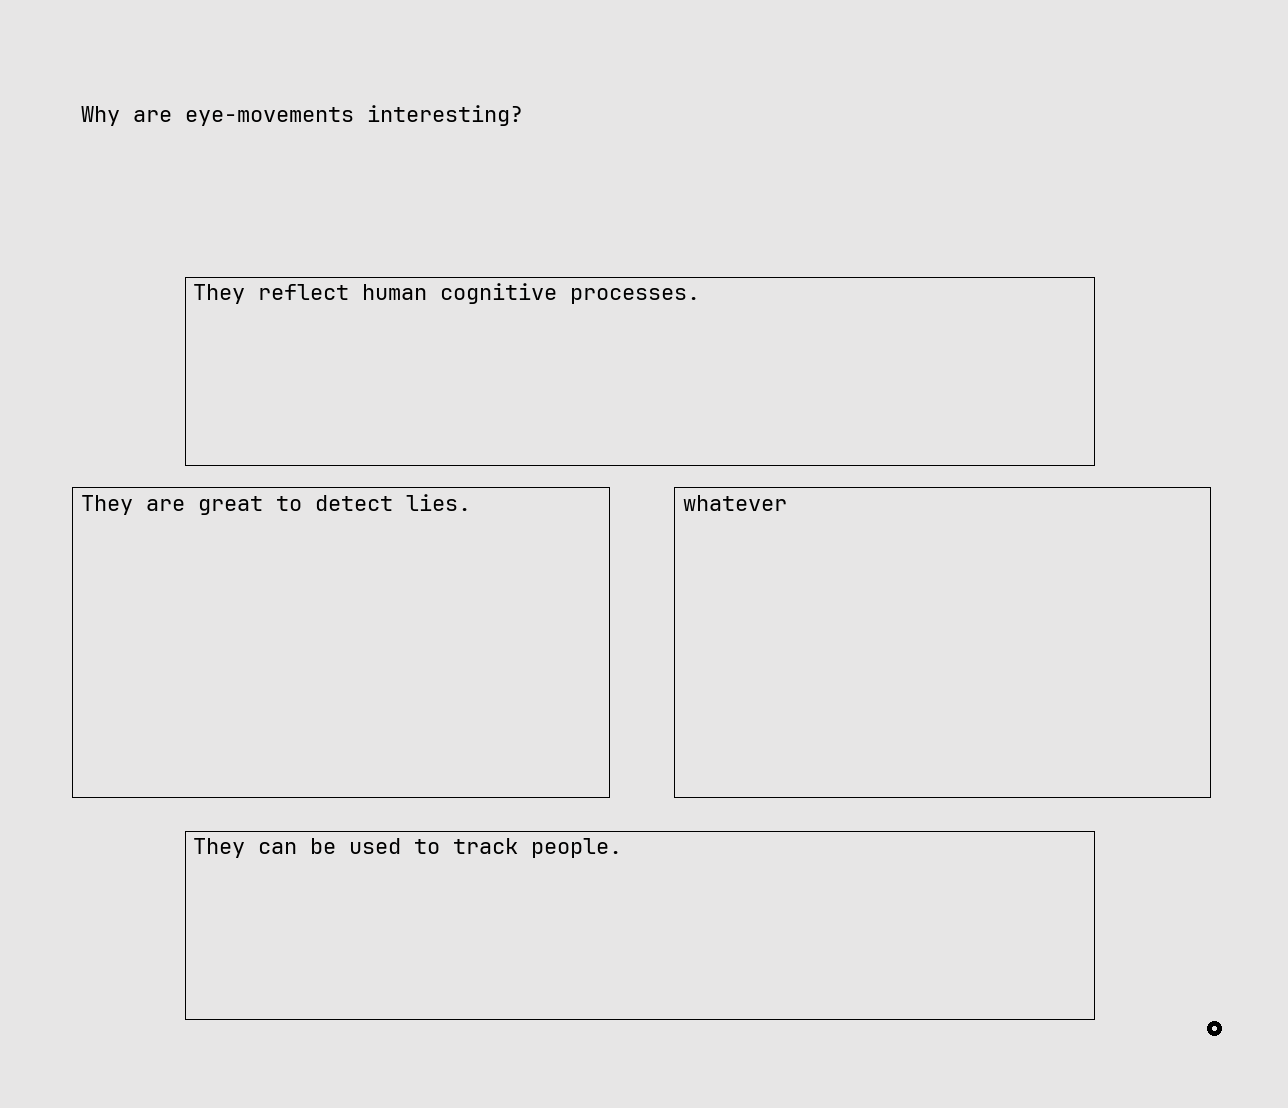 Why are eye-movements interesting?
They reflect human cognitive processes.
They are great to detect lies.
whatever
They can be used to track people.